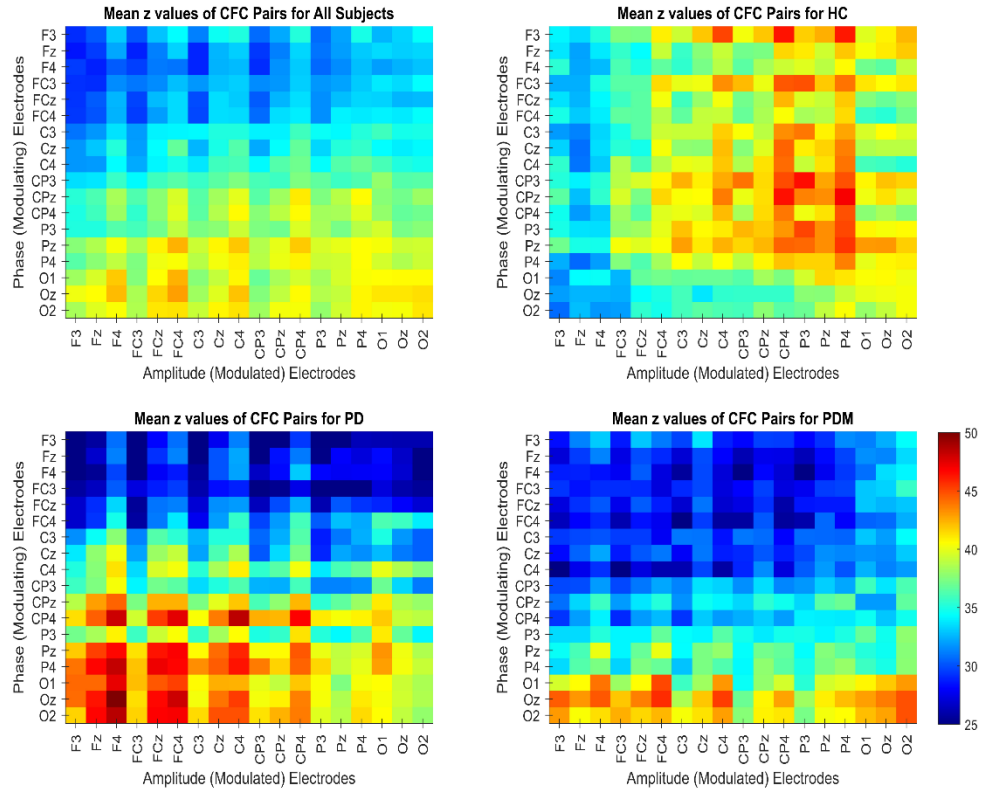 Mean z values of CFC Pairs for All Subjects
Phase (Modulating) Electrodes
F3
Fz
F4
FC3
FCz
FC4
C3
Cz
C4
CP3
CPz
CP4
P3
Pz
P4
O1
Oz
O2
F3 Fz F4 FC3 FCz FC4 C3 Cz C4 CP3 CPz CP4 P3 Pz P4 O1 Oz O2
Amplitude (Modulated) Electrodes
Mean z values of CFC Pairs for HC
Phase (Modulating) Electrodes
F3
Fz
F4
FC3
FCz
FC4
C3
Cz
C4
CP3
CPz
CP4
P3
Pz
P4
O1
Oz
O2
F3 Fz F4 FC3 FCz FC4 C3 Cz C4 CP3 CPz CP4 P3 Pz P4 O1 Oz O2
Amplitude (Modulated) Electrodes
Mean z values of CFC Pairs for PD
Phase (Modulating) Electrodes
F3
Fz
F4
FC3
FCz
FC4
C3
Cz
C4
CP3
CPz
CP4
P3
Pz
P4
O1
Oz
O2
F3 Fz F4 FC3 FCz FC4 C3 Cz C4 CP3 CPz CP4 P3 Pz P4 O1 Oz O2
Amplitude (Modulated) Electrodes
Mean z values of CFC Pairs for PDM
Phase (Modulating) Electrodes
F3
Fz
F4
FC3
FCz
FC4
C3
Cz
C4
CP3
CPz
CP4
P3
Pz
P4
O1
Oz
O2
F3 Fz F4 FC3 FCz FC4 C3 Cz C4 CP3 CPz CP4 P3 Pz P4 O1 Oz O2
Amplitude (Modulated) Electrodes
50
45
40
35
30
25